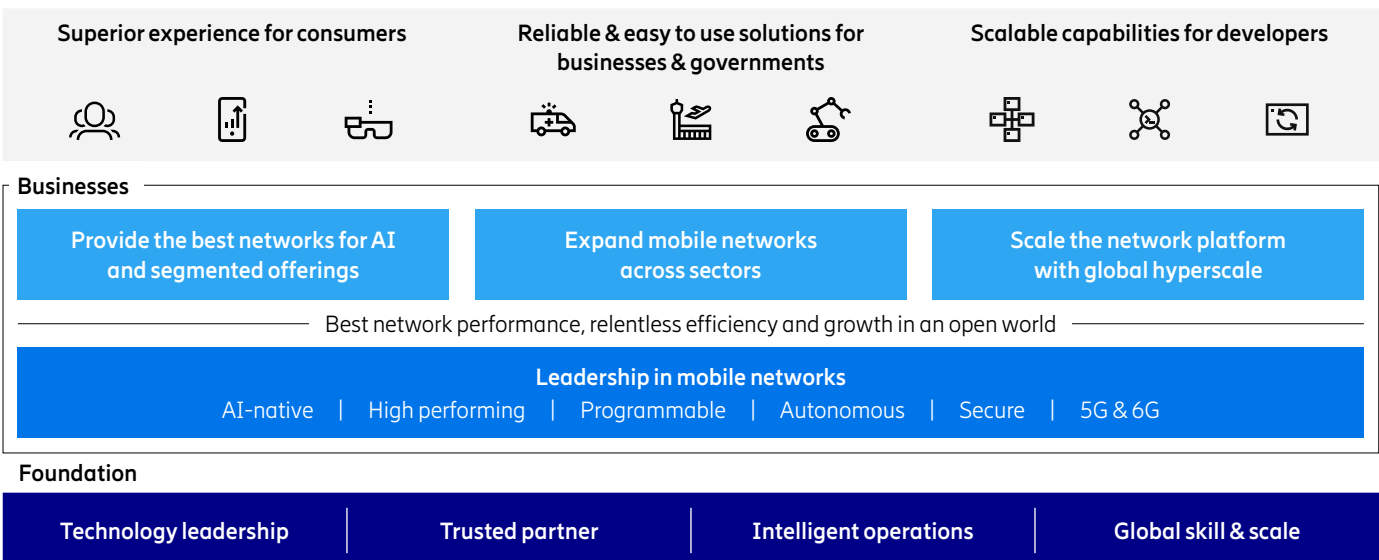 Superior experience for consumers
Reliable & easy to use solutions for
businesses & governments
Scalable capabilities for developers
Businesses
Provide the best networks for AI
and segmented offerings
Expand mobile networks
across sectors
Scale the network platform
with global hyperscale
Best network performance, relentless efficiency and growth in an open world
Leadership in mobile networks
AI-native | High performing | Programmable | Autonomous | Secure | 5G & 6G
Foundation
Technology leadership
Trusted partner
Intelligent operations
Global skill & scale